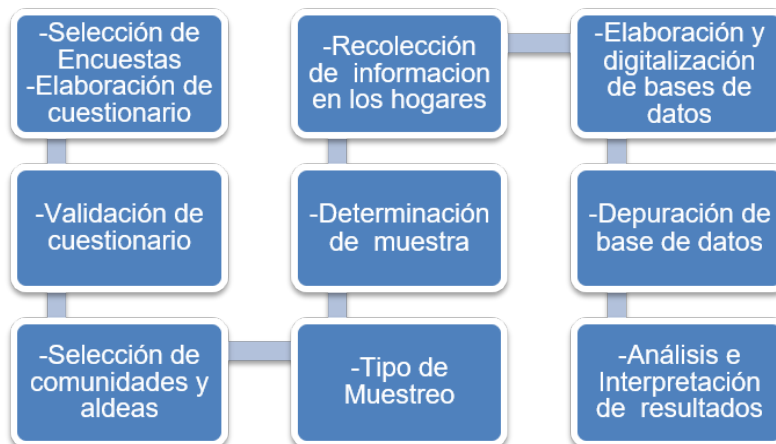 -Selección de
Encuestas
-Elaboración de
cuestionario
-Validación de
cuestionario
-Selección de
comunidades y
aldeas
-Tipo de
Muestreo
-Determinación
de muestra
-Recolección
de informacion
en los hogares
-Elaboración y
digitalización
de bases de
datos
-Depuración de
base de datos
-Análisis e
Interpretación
de resultados